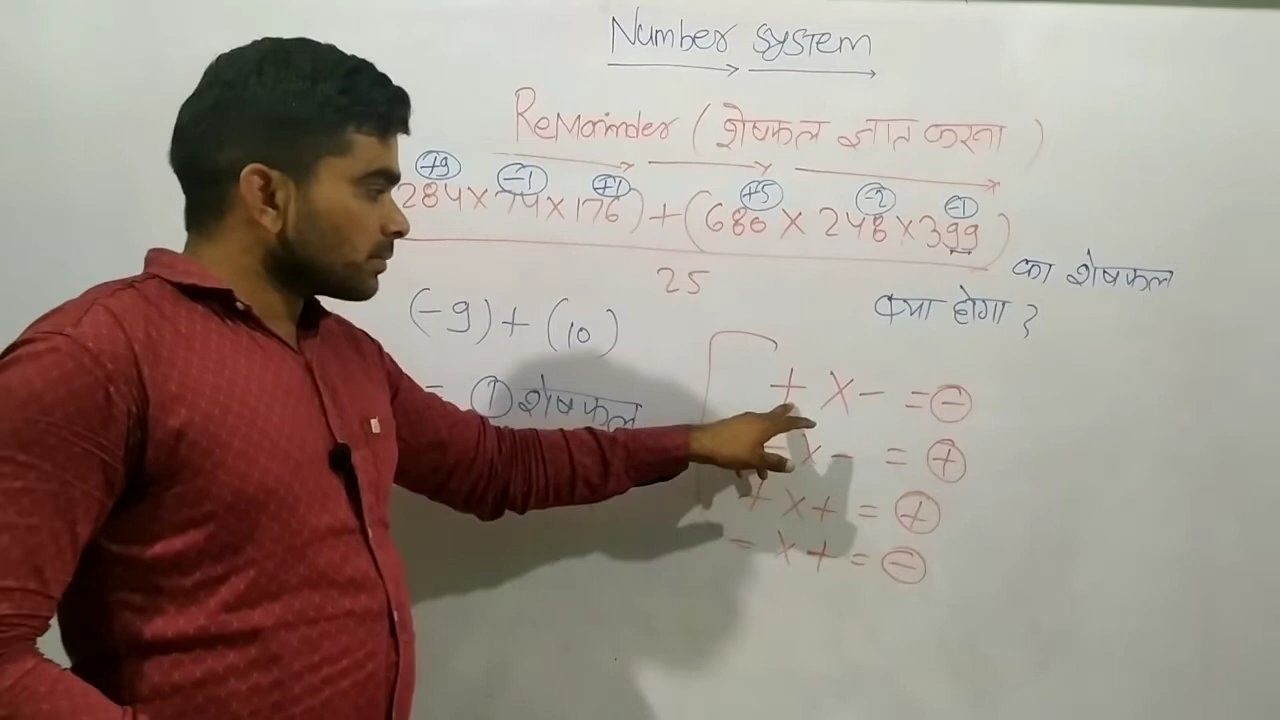 Number system
Remainder (शेषफल ज्ञात करना)
+9 -1 +1 +5 -2 -1
284×74×176)+(680×248×399)
25
का शेषफल
क्या होगा?
(-9)+(10)
= 1 शेषफल
+ × - = -
- × - = +
+ × + = +
- × + = -